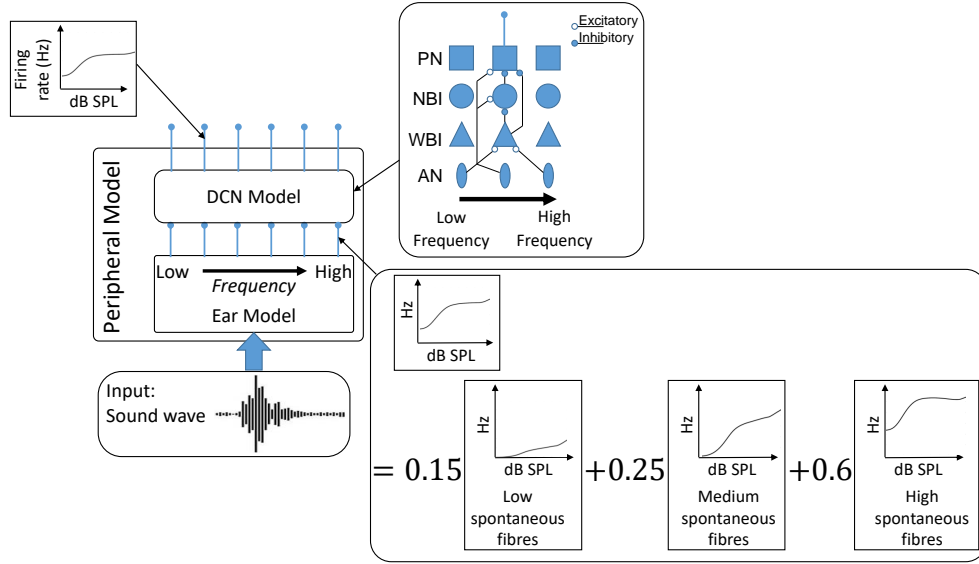 Firing
rate (Hz)
dB SPL
Excitatory
Inhibitory
PN
NBI
WBI
AN
Low
Frequency
High
Frequency
Peripheral Model
DCN Model
Low
High
Frequency
Ear Model
Input:
Sound wave
Hz
dB SPL
= 0.15
Hz
dB SPL
Low
spontaneous
fibres
+0.25
Hz
dB SPL
Medium
spontaneous
fibres
+0.6
Hz
dB SPL
High
spontaneous
fibres